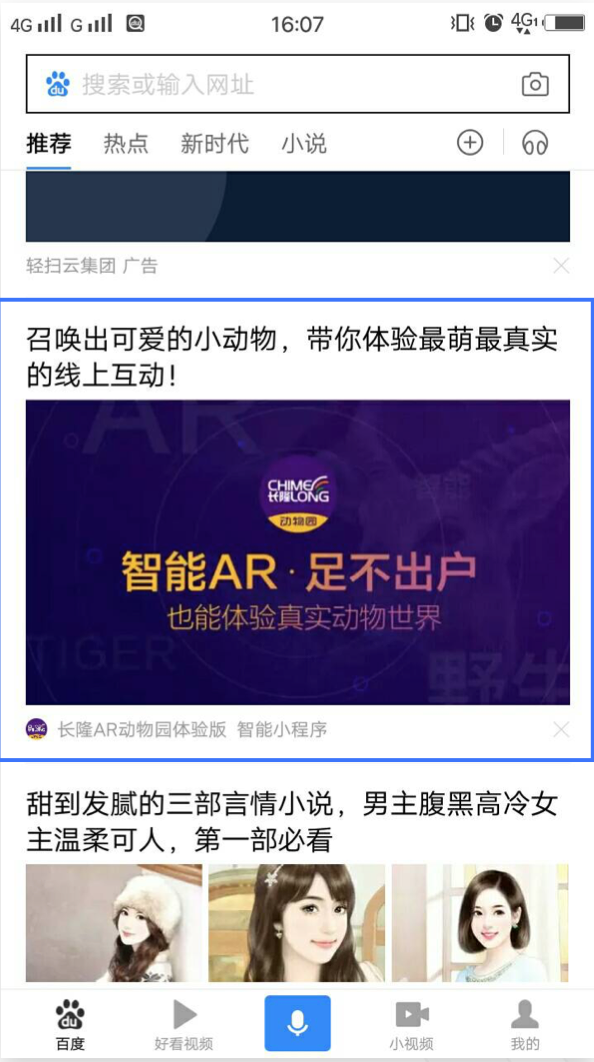 4G G 16:07 4G
du 搜索或输入网址
推荐 热点 新时代 小说
轻扫云集团 广告
召唤出可爱的小动物，带你体验最萌最真实
的线上互动！
AR
CHIMELONG
长隆
动物园
智能
智能AR·足不出户
也能体验真实动物世界
TIGER
野牛
长隆AR动物园体验版 智能小程序
甜到发腻的三部言情小说，男主腹黑高冷女
主温柔可人，第一部必看
du
百度 好看视频 小视频 我的